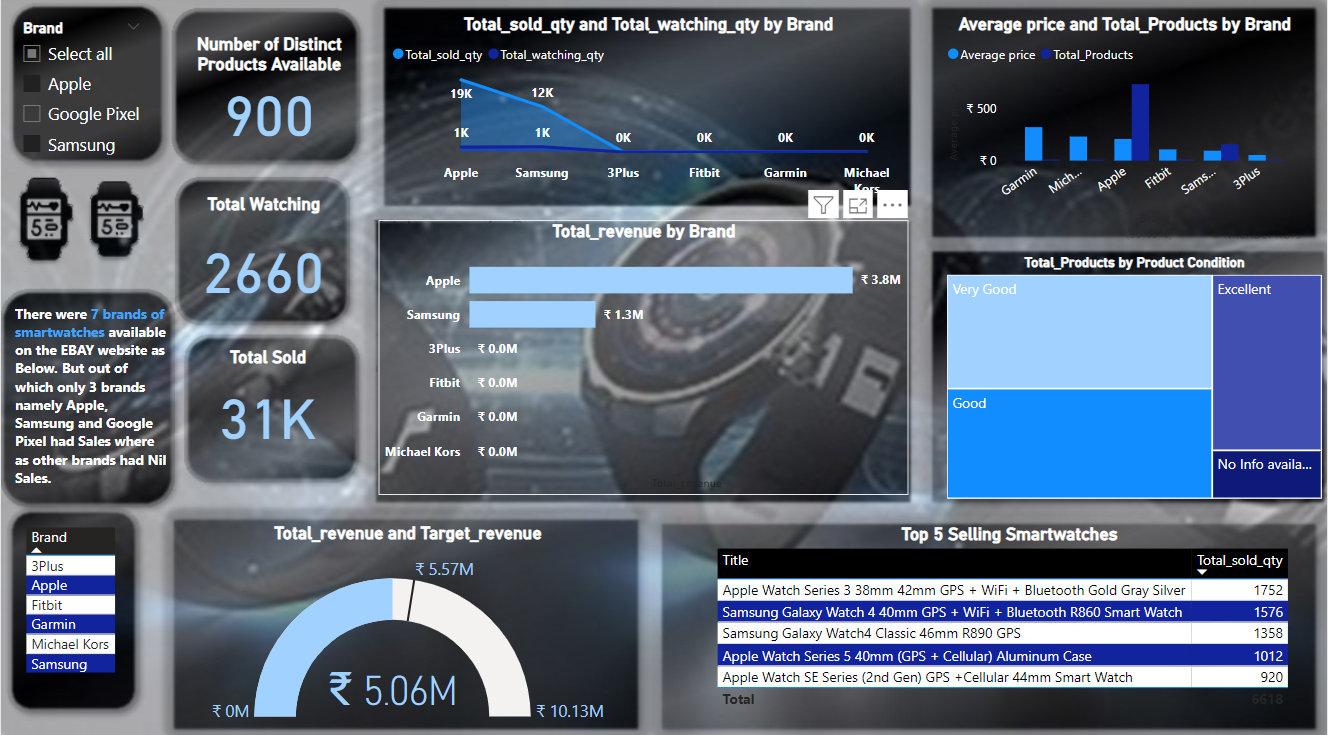 Brand
Select all
Apple
Google Pixel
Samsung
Number of Distinct
Products Available
900
Total Watching
2660
Total Sold
31K
There were 7 brands of
smartwatches available
on the EBAY website as
Below. But out of
which only 3 brands
namely Apple,
Samsung and Google
Pixel had Sales where
as other brands had Nil
Sales.
Brand
3Plus
Apple
Fitbit
Garmin
Michael Kors
Samsung
Total_sold_qty and Total_watching_qty by Brand
Total_sold_qty Total_watching_qty
19K 12K
1K 1K 0K 0K 0K 0K
Apple Samsung 3Plus Fitbit Garmin Michael
Kors
Total_revenue by Brand
Apple ₹ 3.8M
Samsung ₹ 1.3M
3Plus ₹ 0.0M
Fitbit ₹ 0.0M
Garmin ₹ 0.0M
Michael Kors ₹ 0.0M
Total_revenue
Average price and Total_Products by Brand
Average price Total_Products
₹ 500
₹ 0
Garmin Mich... Apple Fitbit Sams... 3Plus
Total_Products by Product Condition
Very Good
Excellent
Good
No Info availa...
Total_revenue and Target_revenue
₹ 5.57M
₹ 5.06M
₹ 0M ₹ 10.13M
Top 5 Selling Smartwatches
Title Total_sold_qty
Apple Watch Series 3 38mm 42mm GPS + WiFi + Bluetooth Gold Gray Silver 1752
Samsung Galaxy Watch 4 40mm GPS + WiFi + Bluetooth R860 Smart Watch 1576
Samsung Galaxy Watch4 Classic 46mm R890 GPS 1358
Apple Watch Series 5 40mm (GPS + Cellular) Aluminum Case 1012
Apple Watch SE Series (2nd Gen) GPS +Cellular 44mm Smart Watch 920
Total 6618